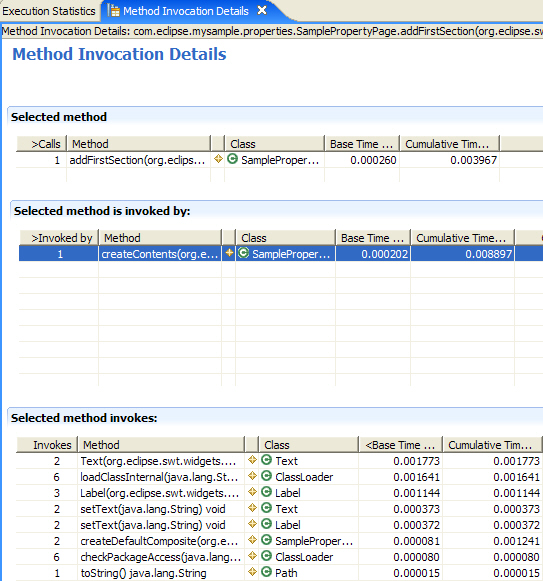 Execution Statistics Method Invocation Details
Method Invocation Details: com.eclipse.mysample.properties.SamplePropertyPage.addFirstSection(org.eclipse.sw
Method Invocation Details
Selected method
>Calls Method Class Base Time ... Cumulative Tim...
1 addFirstSection(org.eclips... SampleProper... 0.000260 0.003967
Selected method is invoked by:
>Invoked by Method Class Base Time ... Cumulative Time... C
1 createContents(org.e... SampleProper... 0.000202 0.008897
Selected method invokes:
Invokes Method Class <Base Time ... Cumulative Tim...
2 Text(org.eclipse.swt.widgets.... Text 0.001773 0.001773
6 loadClassInternal(java.lang.St... ClassLoader 0.001641 0.001641
3 Label(org.eclipse.swt.widgets.... Label 0.001144 0.001144
2 setText(java.lang.String) void Text 0.000373 0.000373
2 setText(java.lang.String) void Label 0.000372 0.000372
2 createDefaultComposite(org.e... SampleProper... 0.000081 0.001241
6 checkPackageAccess(java.lang... ClassLoader 0.000080 0.000080
1 toString() java.lang.String Path 0.000015 0.000015